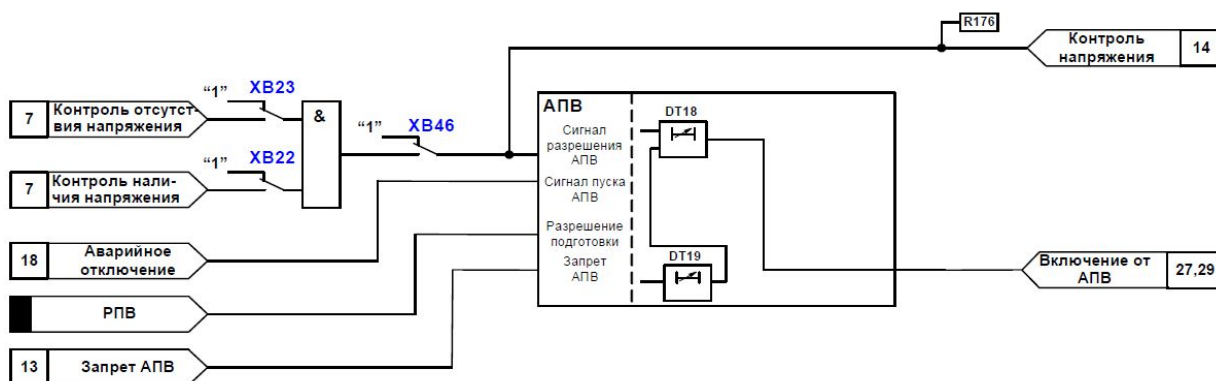 R176
Контроль
напряжения
14
"1"
XB23
7
Контроль отсутст-
вия напряжения
&
"1"
XB46
"1"
XB22
7
Контроль нали-
чия напряжения
18
Аварийное
отключение
РПВ
13
Запрет АПВ
АПВ
Сигнал
разрешения
АПВ
Сигнал пуска
АПВ
Разрешение
подготовки
Запрет
АПВ
DT18
DT19
Включение от
АПВ
27,29